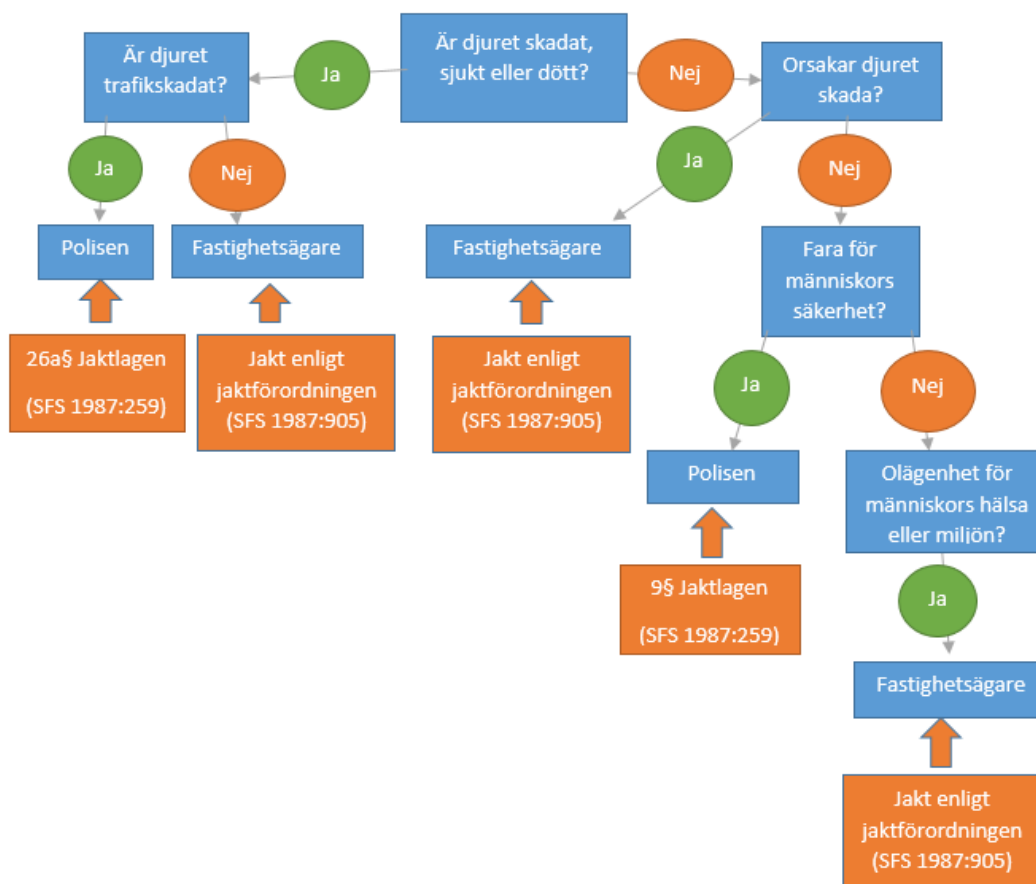 Är djuret skadat,
sjukt eller dött?
Ja
Nej
Är djuret
trafikskadat?
Orsakar djuret
skada?
Ja
Nej
Ja
Nej
Polisen
Fastighetsägare
Fastighetsägare
Fara för
människors
säkerhet?
26a§ Jaktlagen
(SFS 1987:259)
Jakt enligt
jaktförordningen
(SFS 1987:905)
Jakt enligt
jaktförordningen
(SFS 1987:905)
Ja
Nej
Polisen
Olägenhet för
människors hälsa
eller miljön?
9§ Jaktlagen
(SFS 1987:259)
Ja
Fastighetsägare
Jakt enligt
jaktförordningen
(SFS 1987:905)